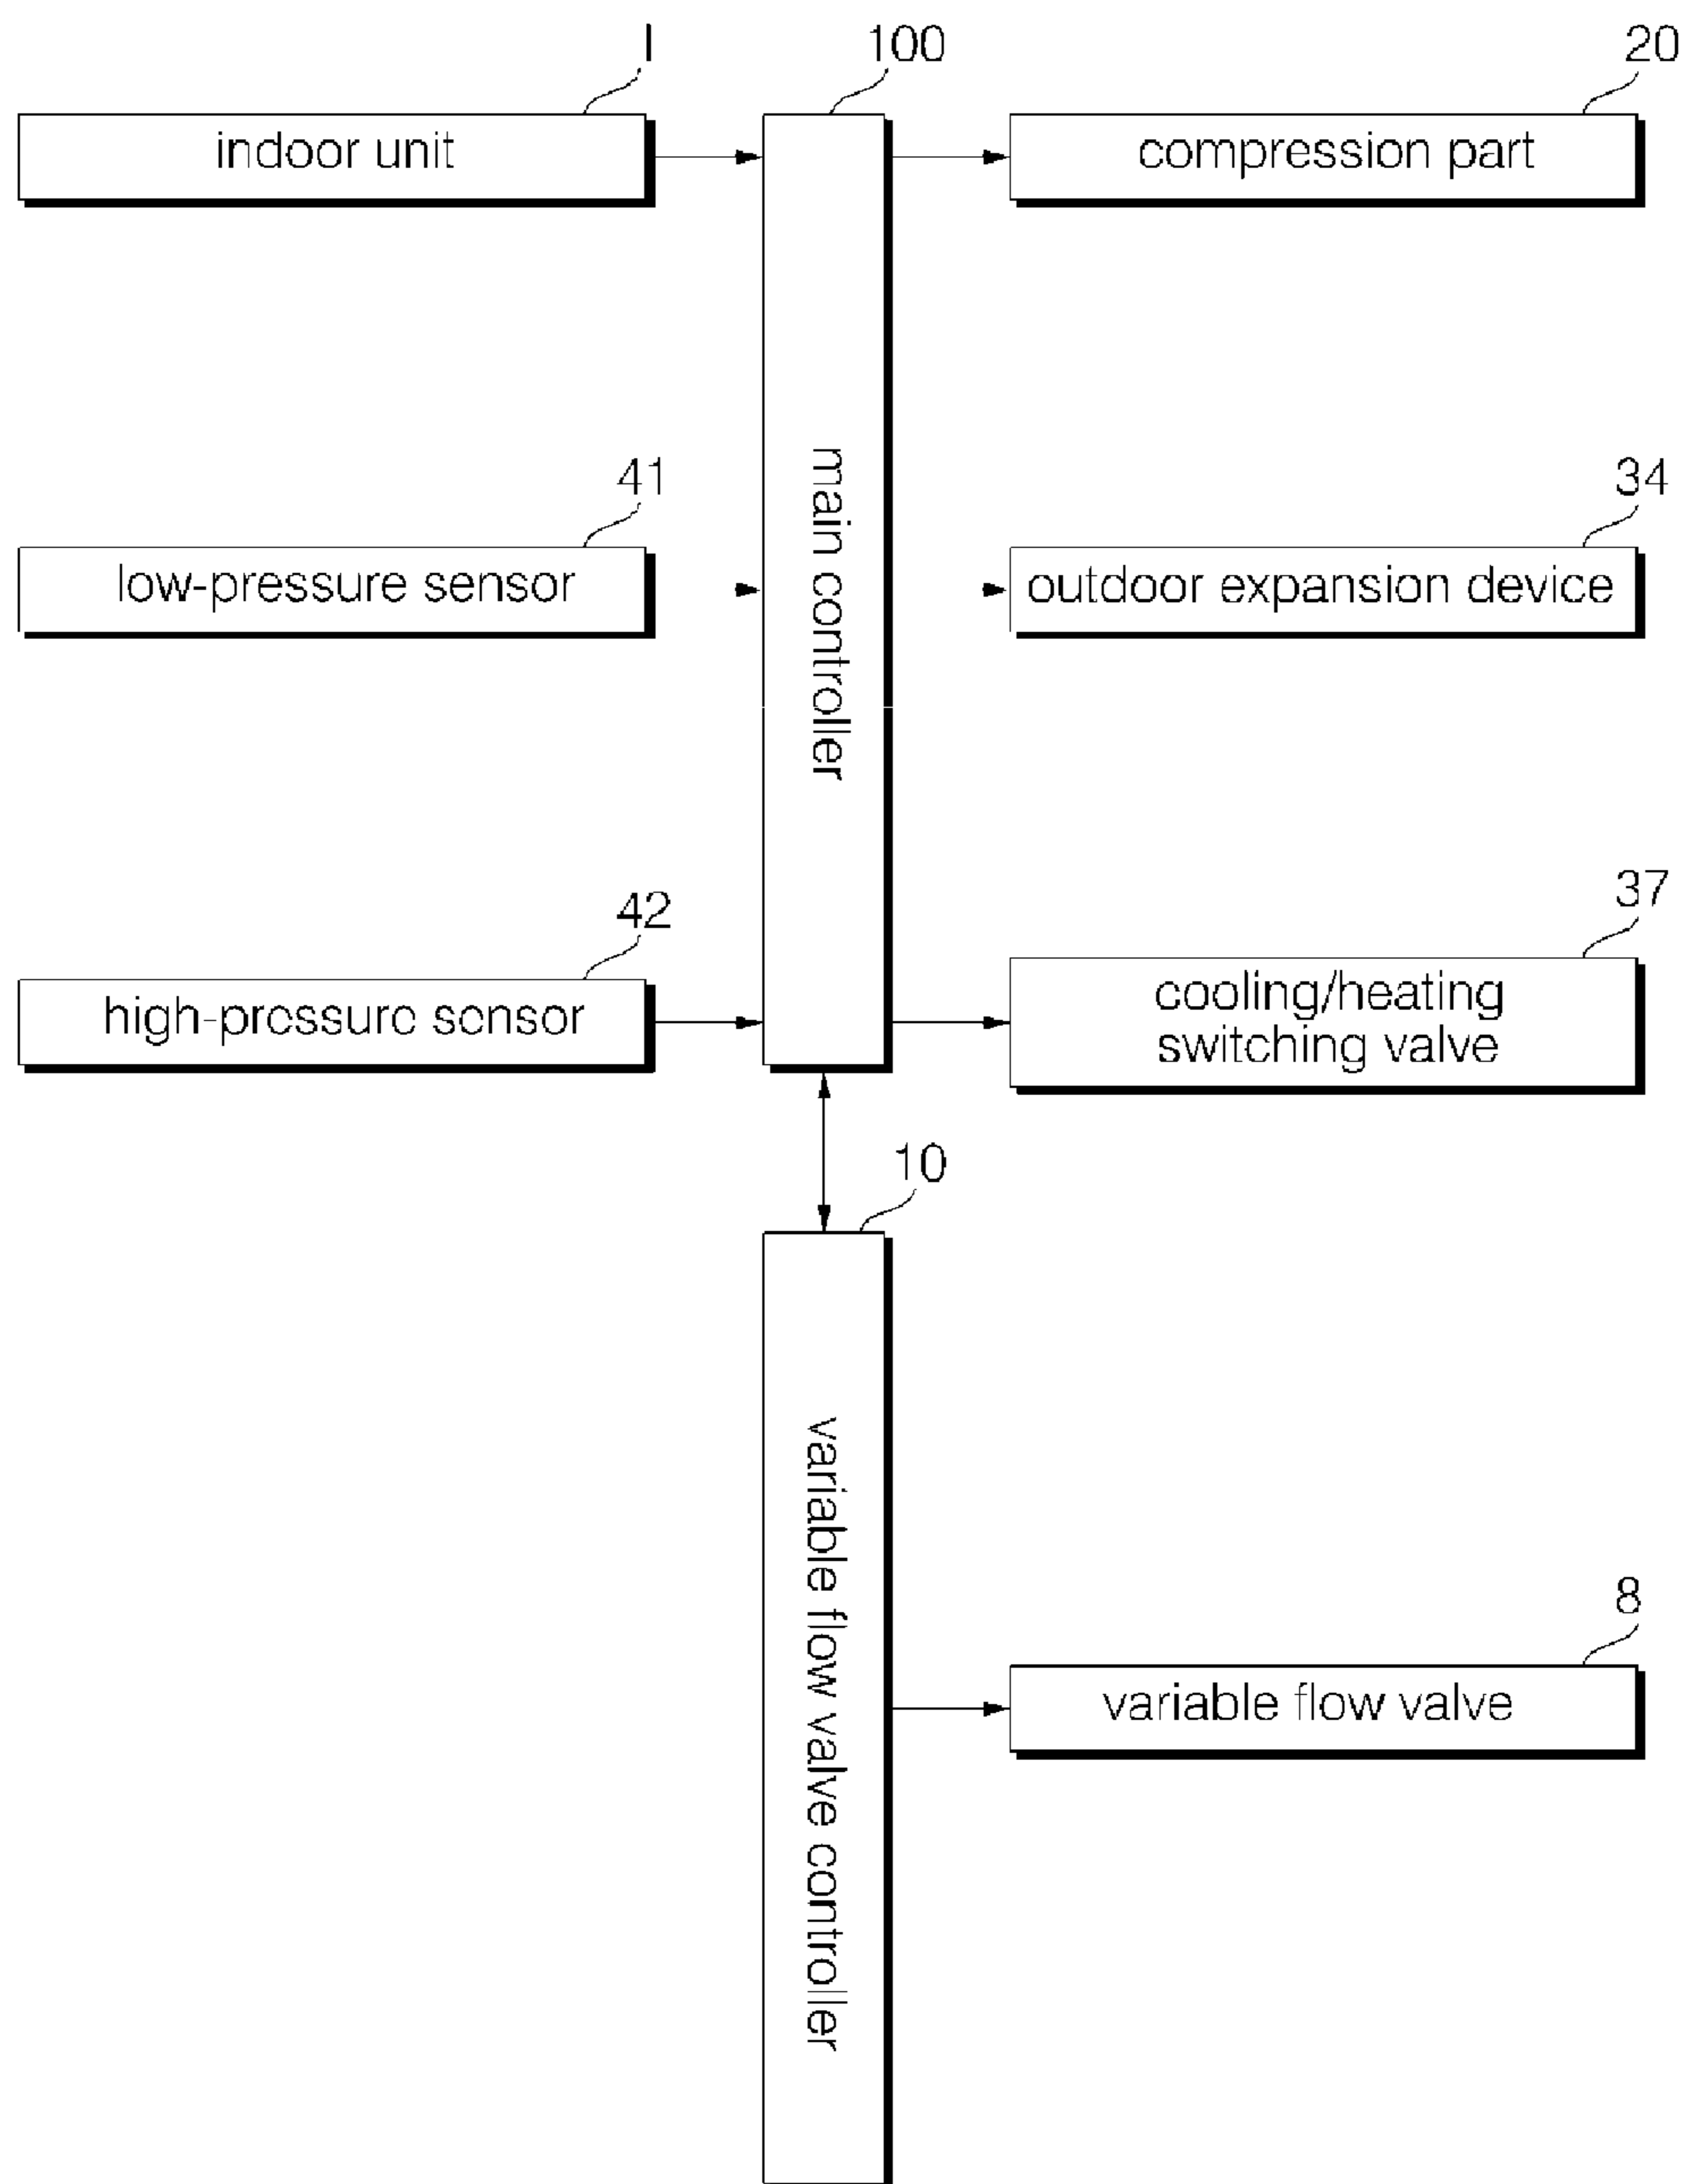 I
100
20
indoor unit
compression part
main controller
41
34
low-pressure sensor
outdoor expansion device
42
37
high-pressure sensor
cooling/heating
switching valve
10
variable flow valve controller
8
variable flow valve